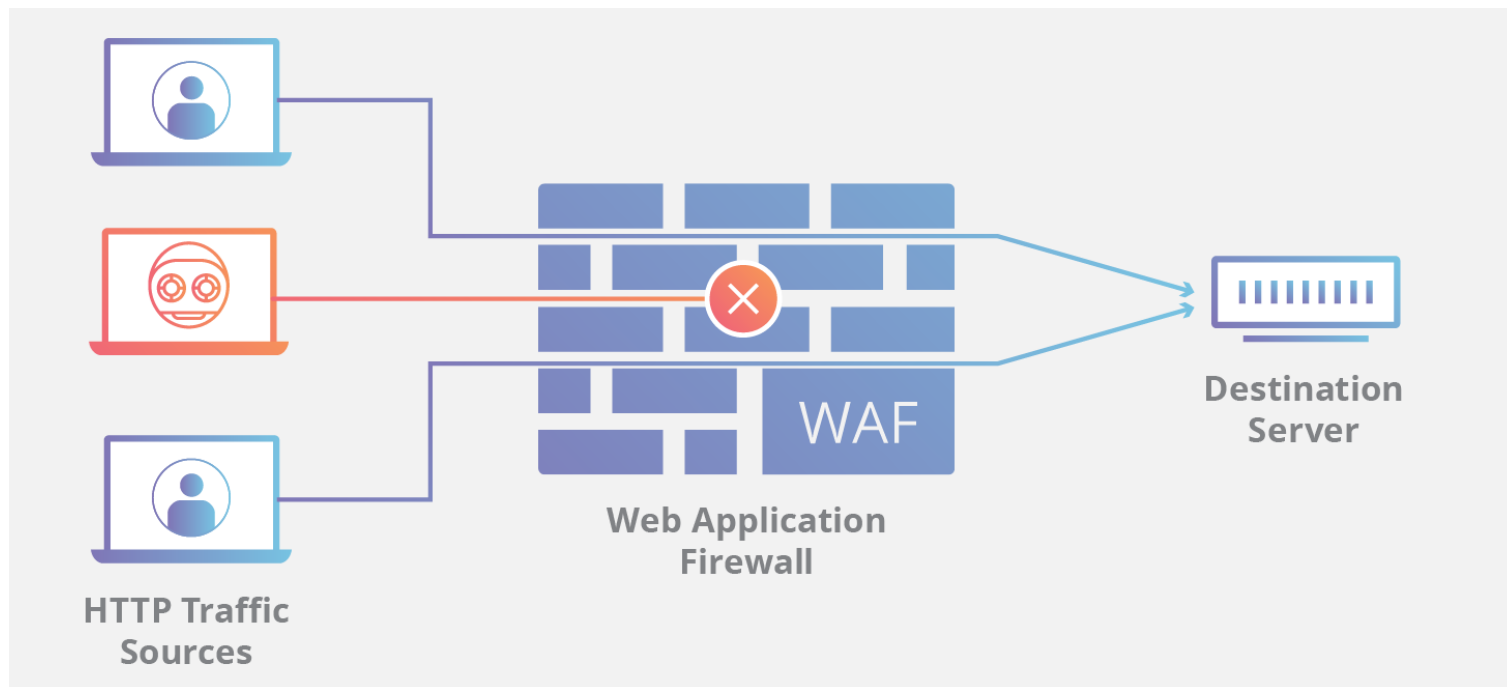 WAF
Destination
Server
Web Application
Firewall
HTTP Traffic
Sources